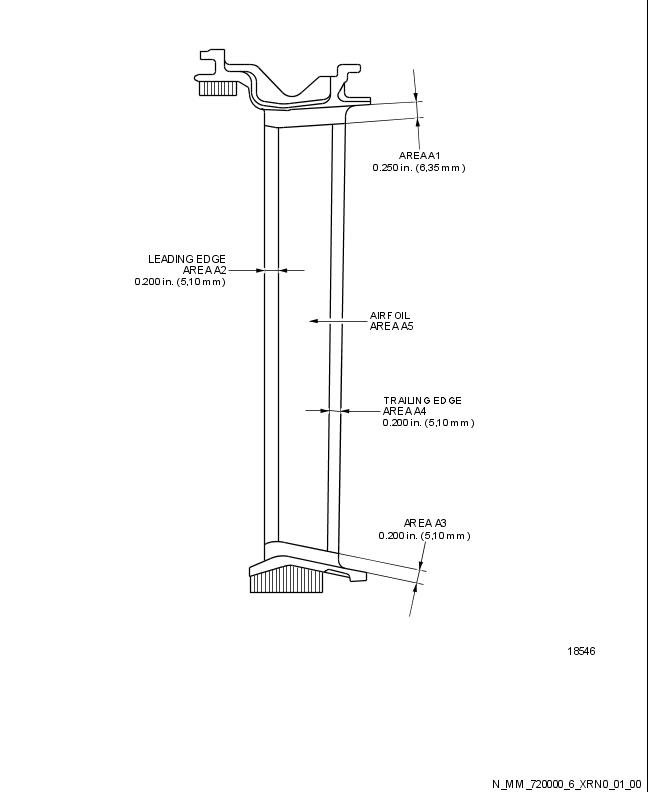 AREA A1
0.250 in. (6,35 mm)
LEADING EDGE
AREA A2
0.200 in. (5,10 mm)
AIRFOIL
AREA A5
TRAILING EDGE
AREA A4
0.200 in. (5,10 mm)
AREA A3
0.200 in. (5,10 mm)
18546
N_MM_720000_6_XRN0_01_00